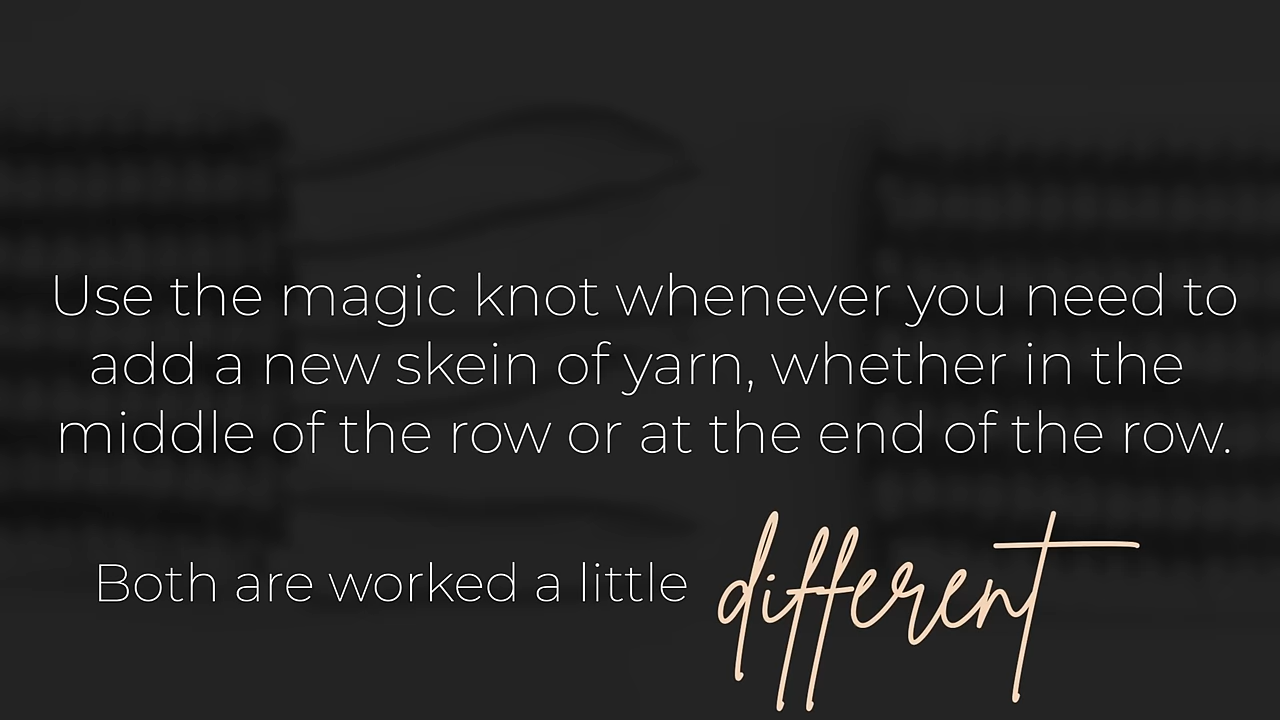 Use the magic knot whenever you need to
add a new skein of yarn, whether in the
middle of the row or at the end of the row.
Both are worked a little different